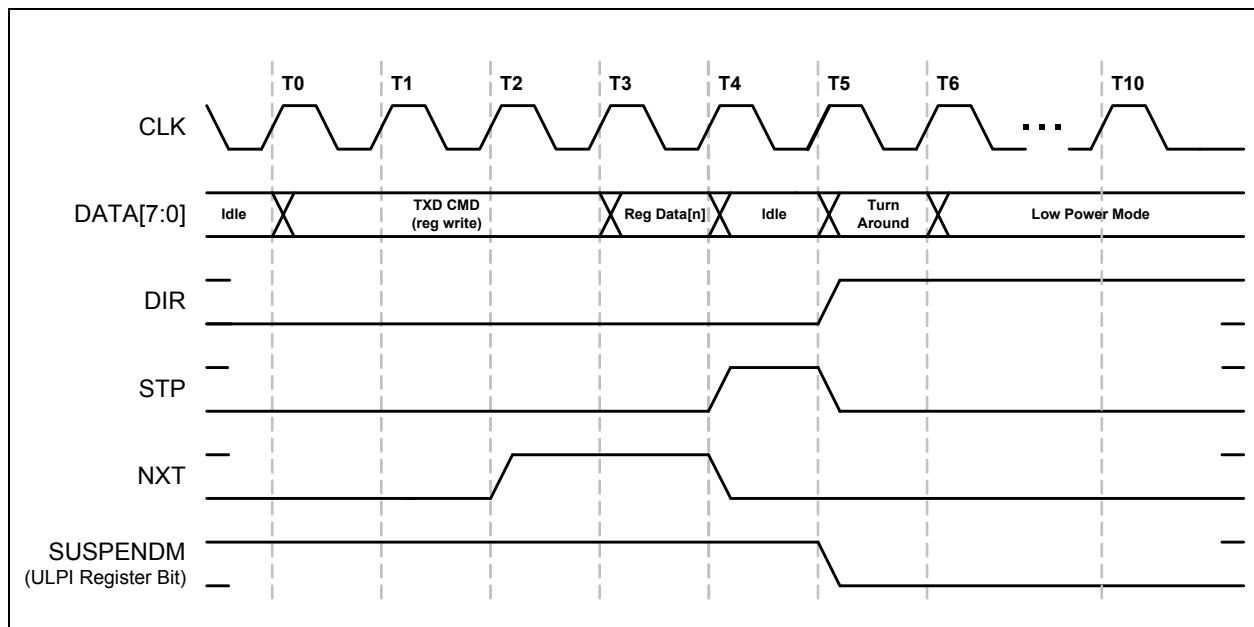 T0 T1 T2 T3 T4 T5 T6 T10
CLK
...
DATA[7:0] Idle TXD CMD Reg Data[n] Idle Turn Low Power Mode
(reg write) Around
DIR
STP
NXT
SUSPENDM
(ULPI Register Bit)